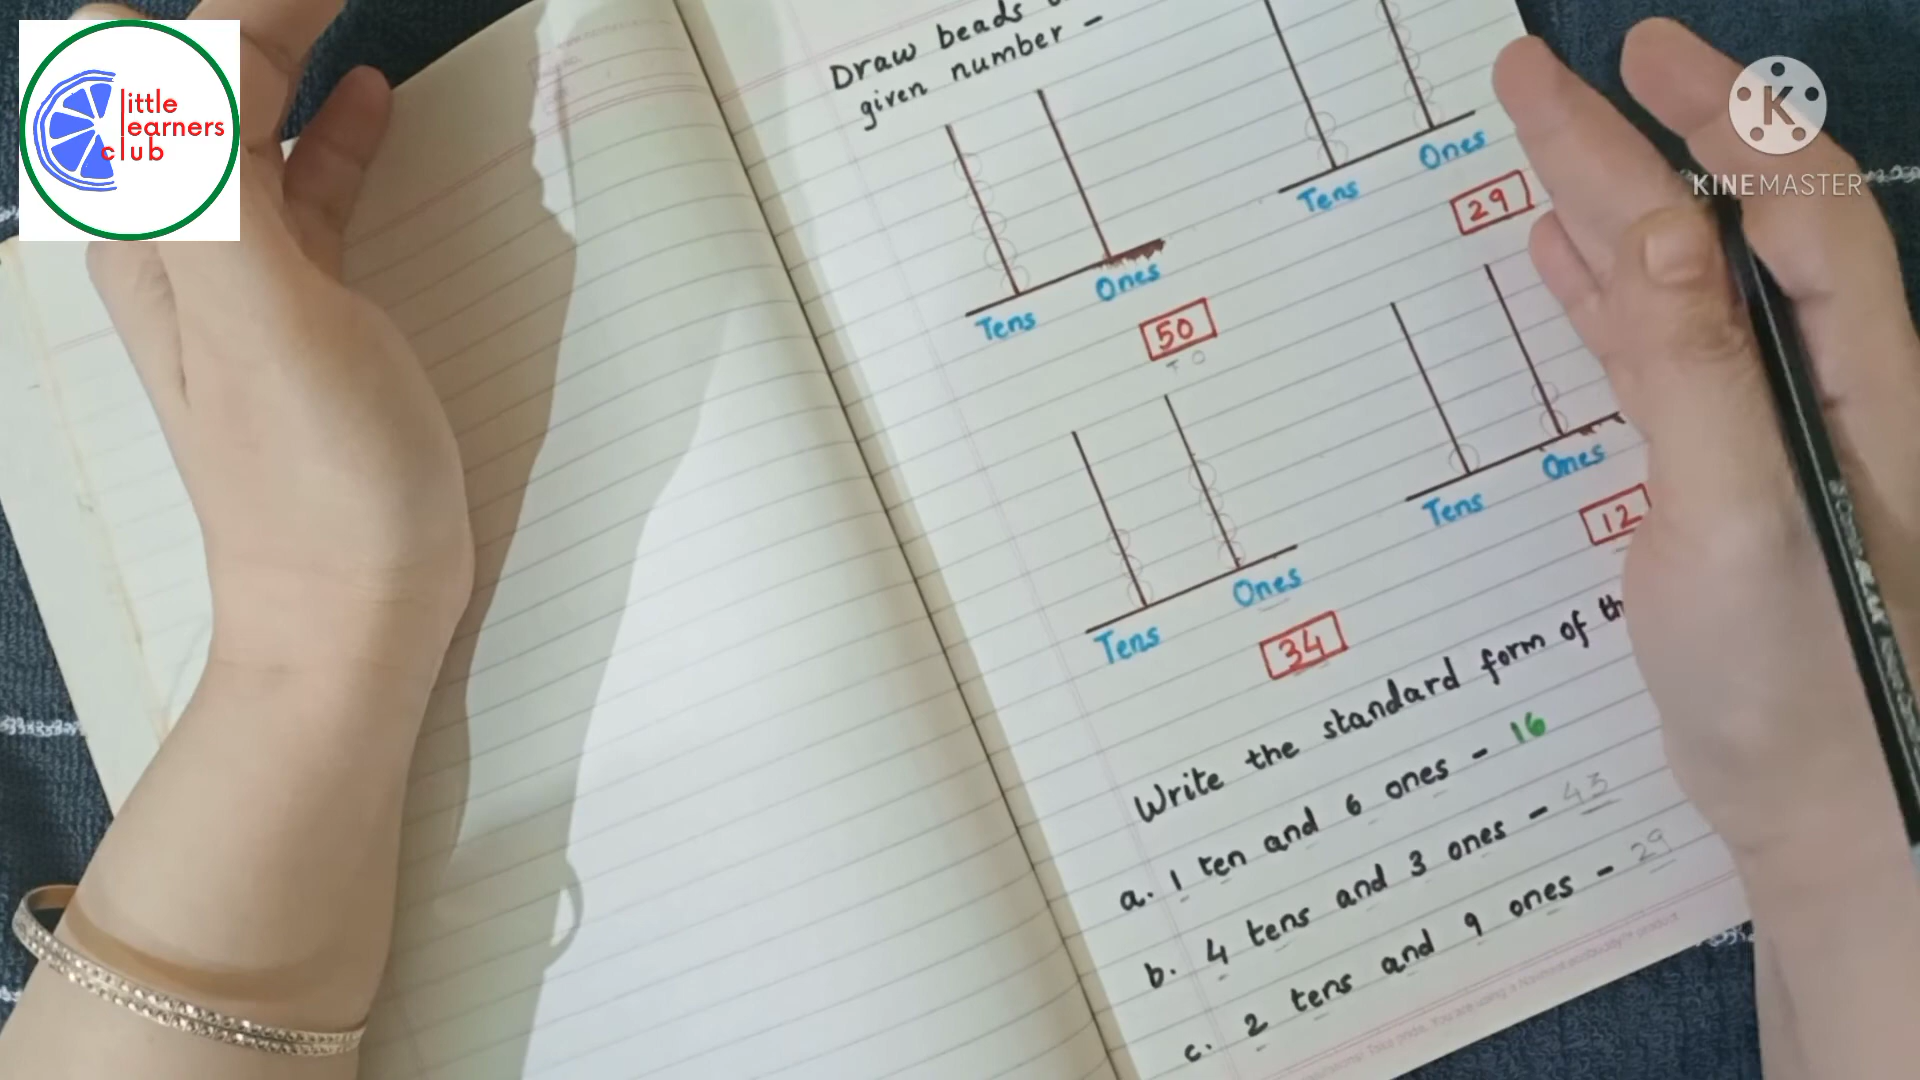 little
learners
club
KINEMASTER
Draw beads
given number -
Tens Ones
50
T O
Tens Ones
29
Tens Ones
34
Tens Ones
12
Write the standard form of
a. 1 ten and 6 ones - 16
b. 4 tens and 3 ones - 43
c. 2 tens and 9 ones - 29